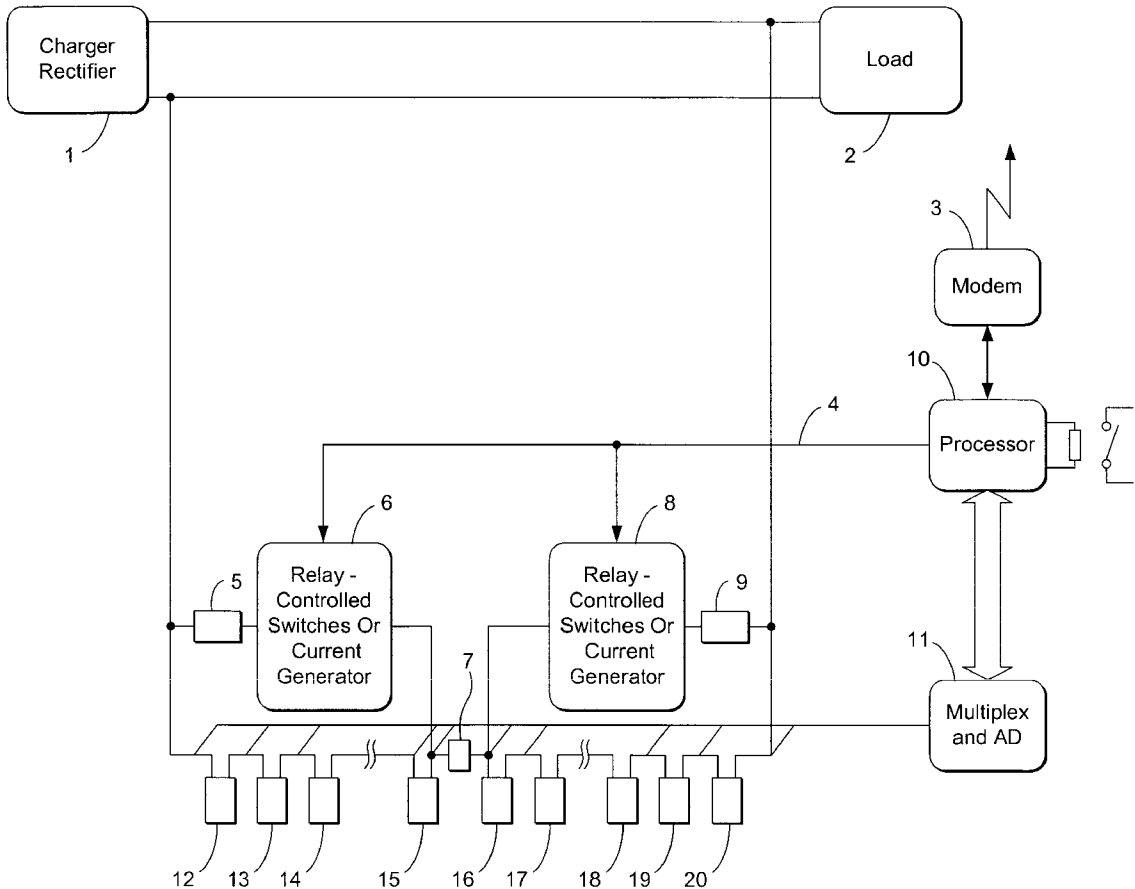 Charger
Rectifier
Load
1
2
3
Modem
10
4
Processor
6
8
5
Relay -
Controlled
Switches Or
Current
Generator
Relay -
Controlled
Switches Or
Current
Generator
9
7
11
Multiplex
and AD
12
13
14
15
16
17
18
19
20